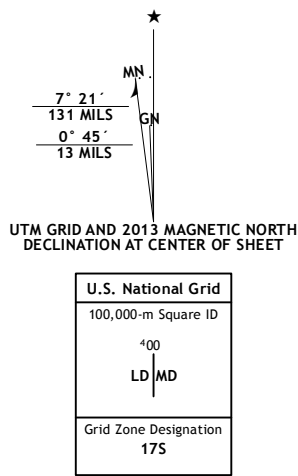 ★
MN
7° 21´
131 MILS
GN
0° 45´
13 MILS
UTM GRID AND 2013 MAGNETIC NORTH
DECLINATION AT CENTER OF SHEET
U.S. National Grid
100,000-m Square ID
⁴00
LD MD
Grid Zone Designation
17S